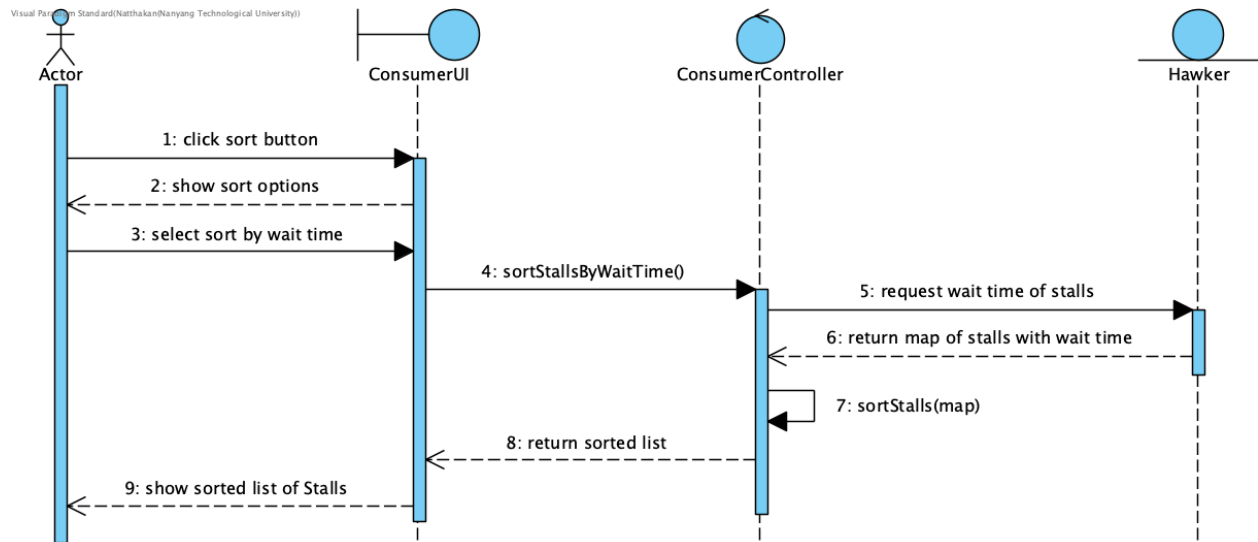 Visual Paradigm Standard(Natthakan(Nanyang Technological University))
Actor
ConsumerUI
ConsumerController
Hawker
1: click sort button
2: show sort options
3: select sort by wait time
4: sortStallsByWaitTime()
5: request wait time of stalls
6: return map of stalls with wait time
7: sortStalls(map)
8: return sorted list
9: show sorted list of Stalls